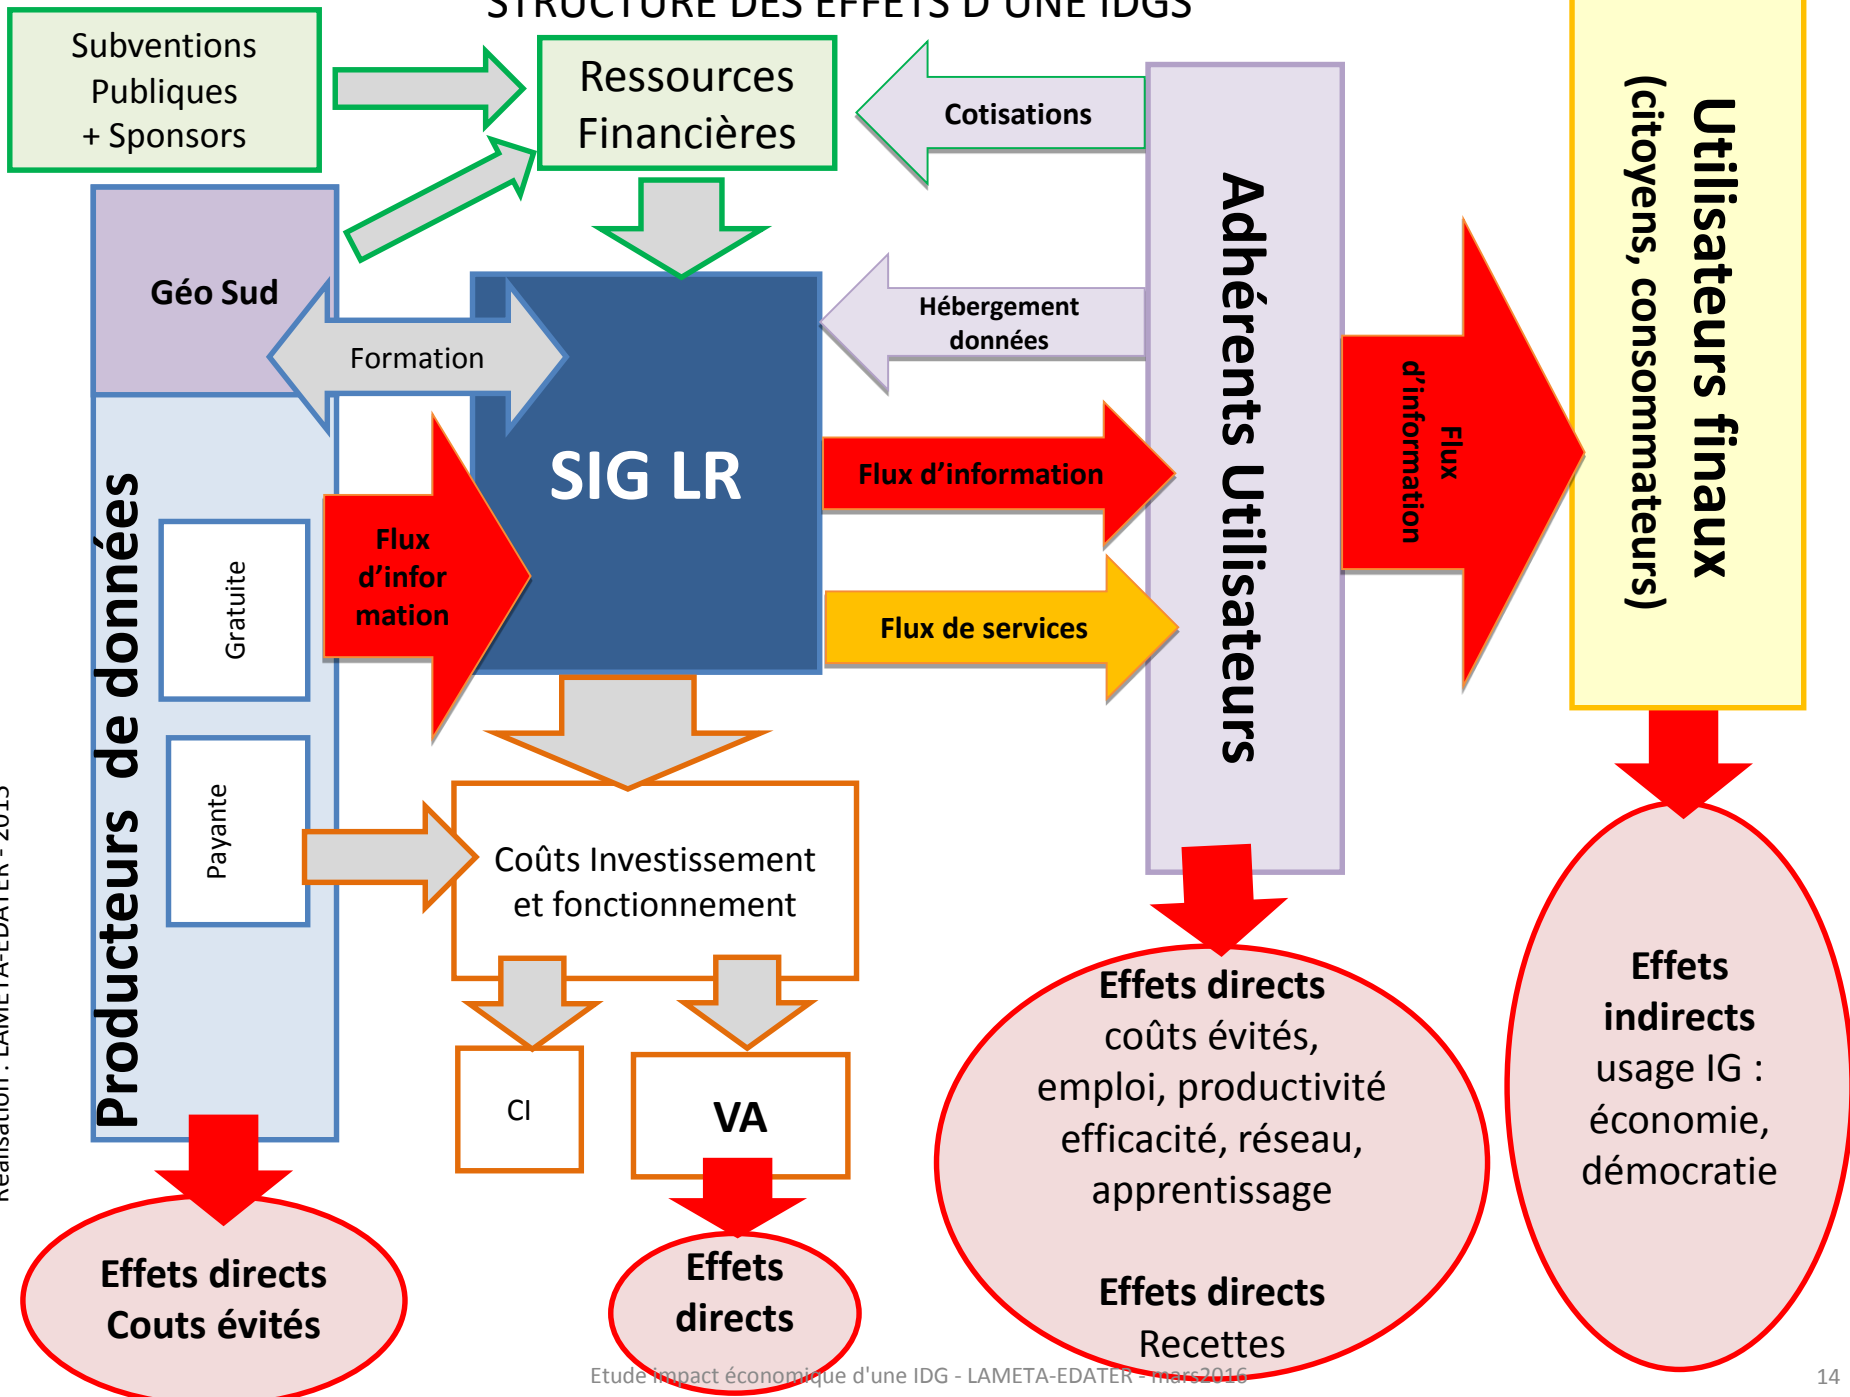 STRUCTURE DES EFFETS D'UNE IDGS
Subventions
Publiques
+ Sponsors
Ressources
Financières
Cotisations
Géo Sud
Formation
Hébergement
données
SIG LR
Adhérents Utilisateurs
Utilisateurs finaux
(citoyens, consommateurs)
Flux d'information
Flux
d'information
Flux
d'infor
mation
Flux de services
Producteurs de données
Gratuite
Payante
Coûts Investissement
et fonctionnement
CI
VA
Effets directs
Couts évités
Effets
directs
Effets directs
coûts évités,
emploi, productivité
efficacité, réseau,
apprentissage
Effets directs
Recettes
Effets
indirects
usage IG :
économie,
démocratie
Réalisation : LAMETA-EDATER - 2015
Etude impact économique d'une IDG - LAMETA-EDATER - mars2016
14